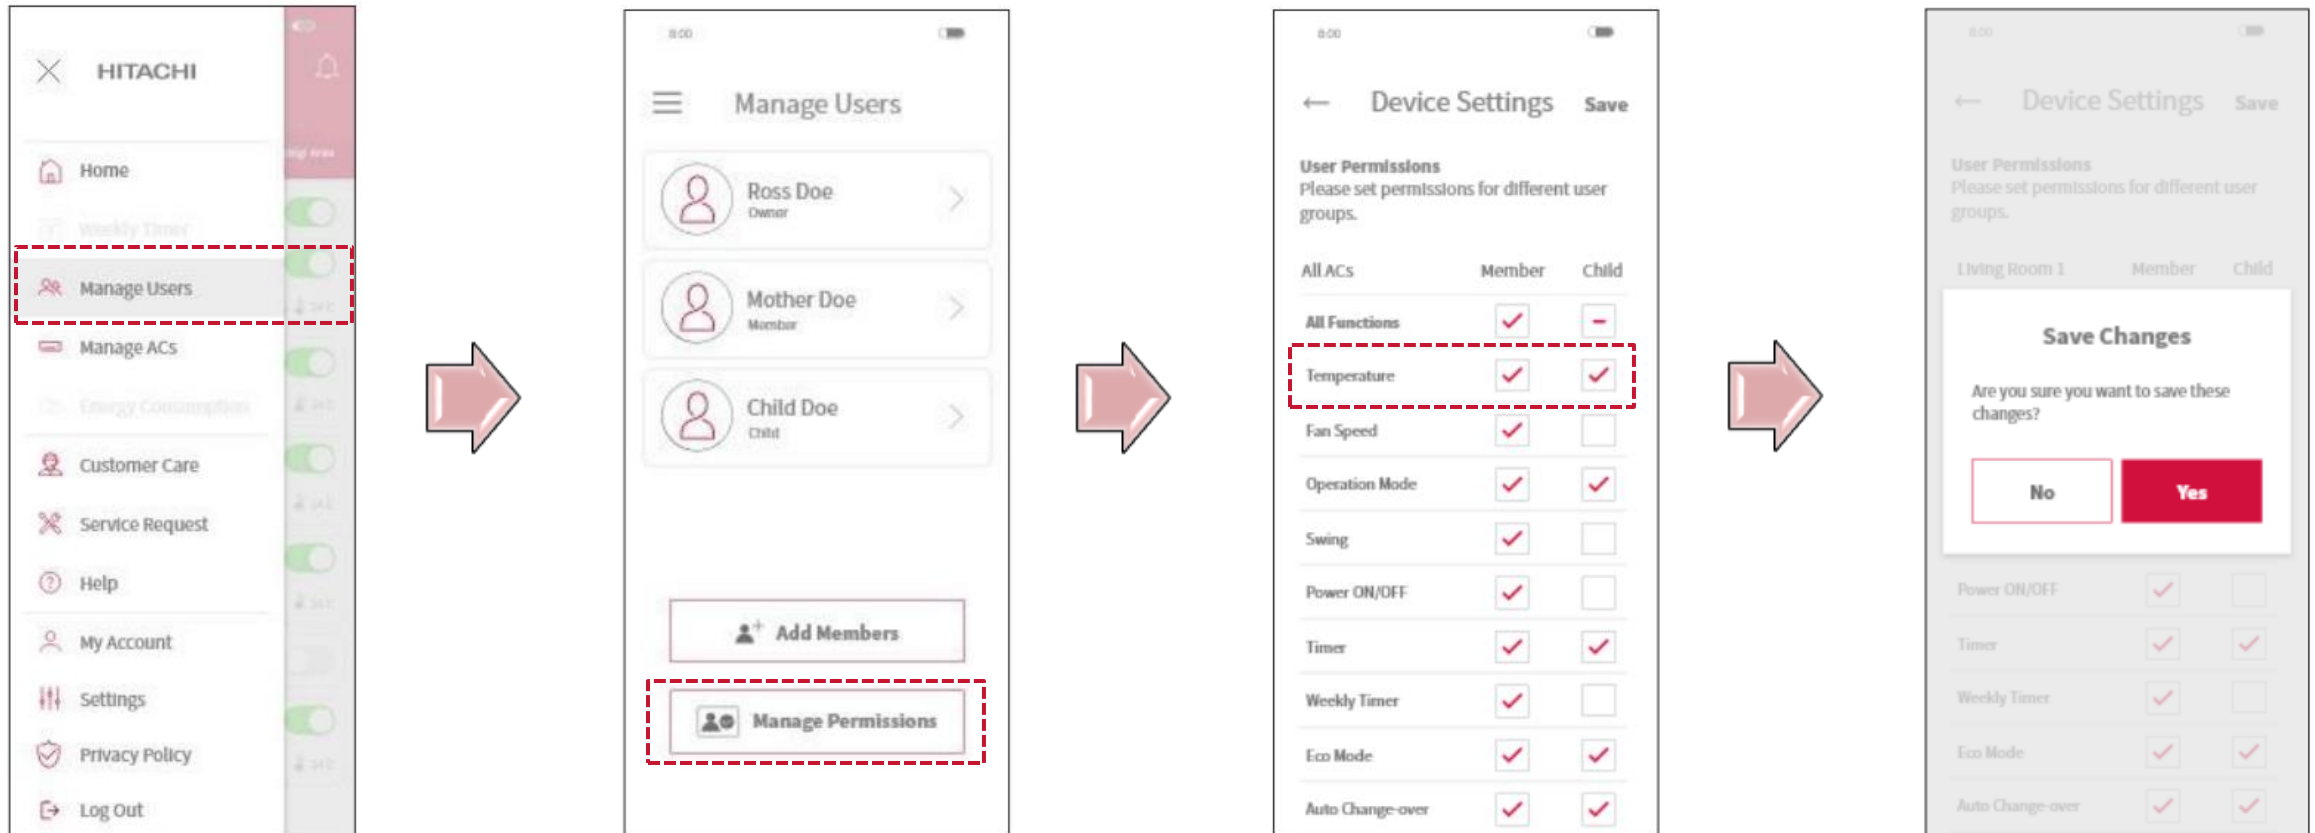 HITACHI
Home
Weekly Timer
Manage Users
Manage ACs
Energy Consumption
Customer Care
Service Request
Help
My Account
Settings
Privacy Policy
Log Out
8:00
Manage Users
Ross Doe
Owner
Mother Doe
Member
Child Doe
Child
Add Members
Manage Permissions
8:00
Device Settings Save
User Permissions
Please set permissions for different user
groups.
All ACs Member Child
All Functions
Temperature
Fan Speed
Operation Mode
Swing
Power ON/OFF
Timer
Weekly Timer
Eco Mode
Auto Change-over
8:00
Device Settings Save
User Permissions
Please set permissions for different user
groups.
Living Room 1 Member Child
Save Changes
Are you sure you want to save these
changes?
No Yes
Power ON/OFF
Timer
Weekly Timer
Eco Mode
Auto Change-over